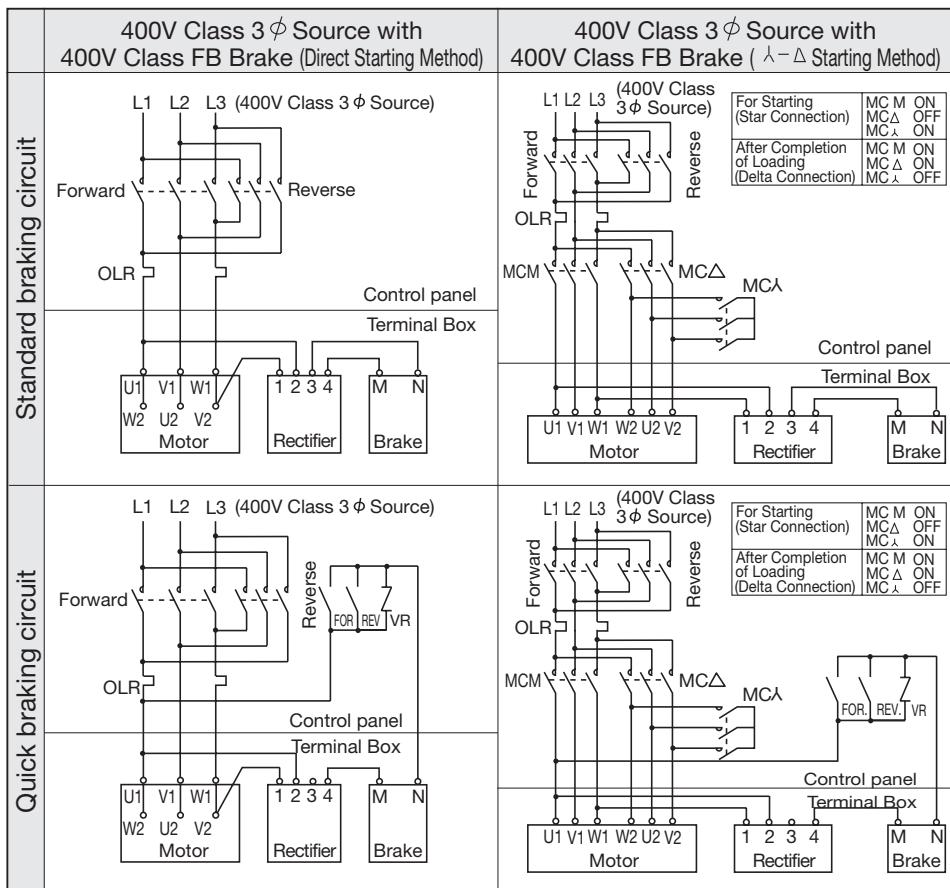 400V Class 3 ϕ Source with
400V Class FB Brake (Direct Starting Method)
400V Class 3 ϕ Source with
400V Class FB Brake ( ⅄ – Δ Starting Method)
Standard braking circuit
L1 L2 L3 (400V Class 3 ϕ Source)
Forward
Reverse
OLR
Control panel
Terminal Box
U1 V1 W1
W2 U2 V2
Motor
1 2 3 4
Rectifier
M N
Brake
(400V Class
3 ϕ Source)
L1 L2 L3
For Starting
(Star Connection)
MC M ON
MC Δ OFF
MC ⅄ ON
After Completion
of Loading
(Delta Connection)
MC M ON
MC Δ ON
MC ⅄ OFF
Forward
Reverse
OLR
MCM
MCΔ
MC⅄
Control panel
Terminal Box
U1 V1 W1 W2 U2 V2
Motor
1 2 3 4
Rectifier
M N
Brake
Quick braking circuit
L1 L2 L3 (400V Class 3 ϕ Source)
Forward
Reverse
FOR REV VR
OLR
Control panel
Terminal Box
U1 V1 W1
W2 U2 V2
Motor
1 2 3 4
Rectifier
M N
Brake
(400V Class
3 ϕ Source)
L1 L2 L3
For Starting
(Star Connection)
MC M ON
MC Δ OFF
MC ⅄ ON
After Completion
of Loading
(Delta Connection)
MC M ON
MC Δ ON
MC ⅄ OFF
Forward
Reverse
OLR
MCM
MCΔ
MC⅄
FOR. REV. VR
Control panel
Terminal Box
U1 V1 W1 W2 U2 V2
Motor
1 2 3 4
Rectifier
M N
Brake